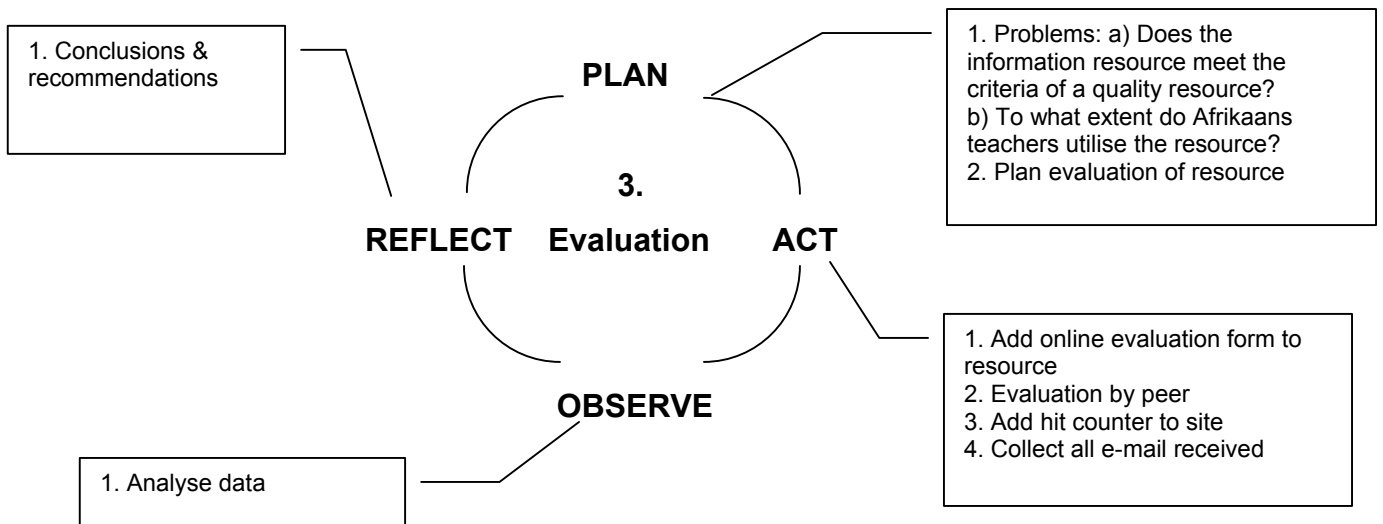 1. Conclusions &
recommendations
PLAN
1. Problems: a) Does the
information resource meet the
criteria of a quality resource?
b) To what extent do Afrikaans
teachers utilise the resource?
2. Plan evaluation of resource
3.
REFLECT Evaluation ACT
1. Add online evaluation form to
resource
2. Evaluation by peer
3. Add hit counter to site
4. Collect all e-mail received
OBSERVE
1. Analyse data